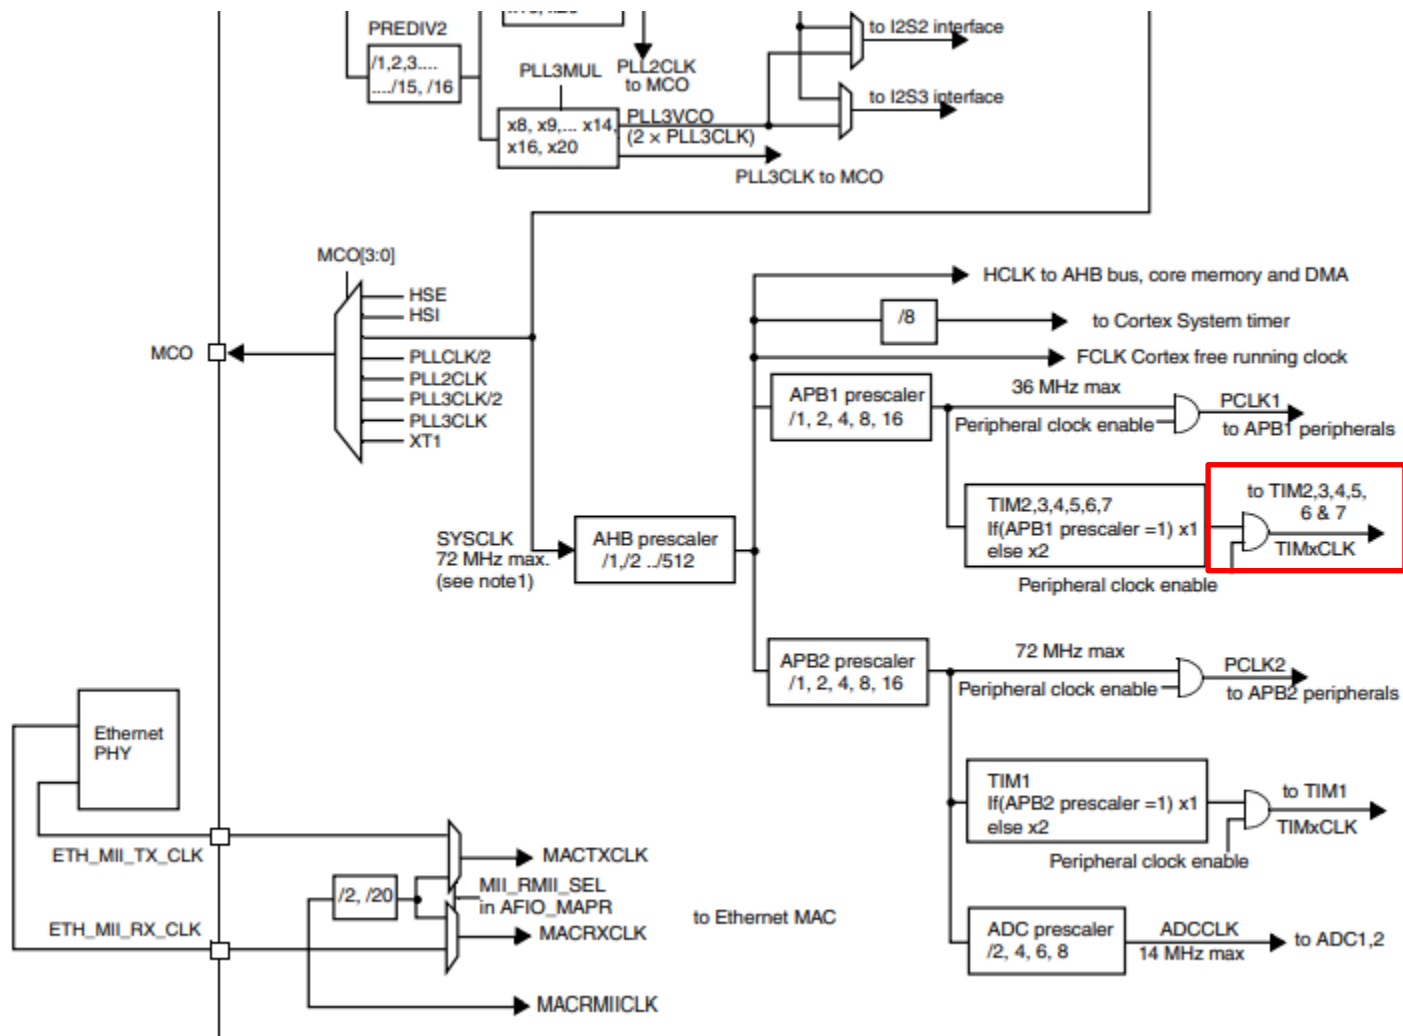 PREDIV2
/1,2,3....
..../15, /16
PLL3MUL
PLL2CLK
to MCO
to I2S2 interface
to I2S3 interface
x8, x9,... x14,
x16, x20
PLL3VCO
(2 × PLL3CLK)
PLL3CLK to MCO
MCO[3:0]
HSE
HSI
MCO
PLLCLK/2
PLL2CLK
PLL3CLK/2
PLL3CLK
XT1
HCLK to AHB bus, core memory and DMA
/8
to Cortex System timer
FCLK Cortex free running clock
APB1 prescaler
/1, 2, 4, 8, 16
36 MHz max
Peripheral clock enable
PCLK1
to APB1 peripherals
SYSCLK
72 MHz max.
(see note1)
AHB prescaler
/1,/2 ../512
TIM2,3,4,5,6,7
If(APB1 prescaler =1) x1
else x2
to TIM2,3,4,5,
6 & 7
TIMxCLK
Peripheral clock enable
APB2 prescaler
/1, 2, 4, 8, 16
72 MHz max
Peripheral clock enable
PCLK2
to APB2 peripherals
TIM1
If(APB2 prescaler =1) x1
else x2
to TIM1
TIMxCLK
Peripheral clock enable
ADC prescaler
/2, 4, 6, 8
ADCCLK
14 MHz max
to ADC1,2
Ethernet
PHY
ETH_MII_TX_CLK
ETH_MII_RX_CLK
/2, /20
MACTXCLK
MII_RMII_SEL
in AFIO_MAPR
MACRXCLK
MACRMIICLK
to Ethernet MAC